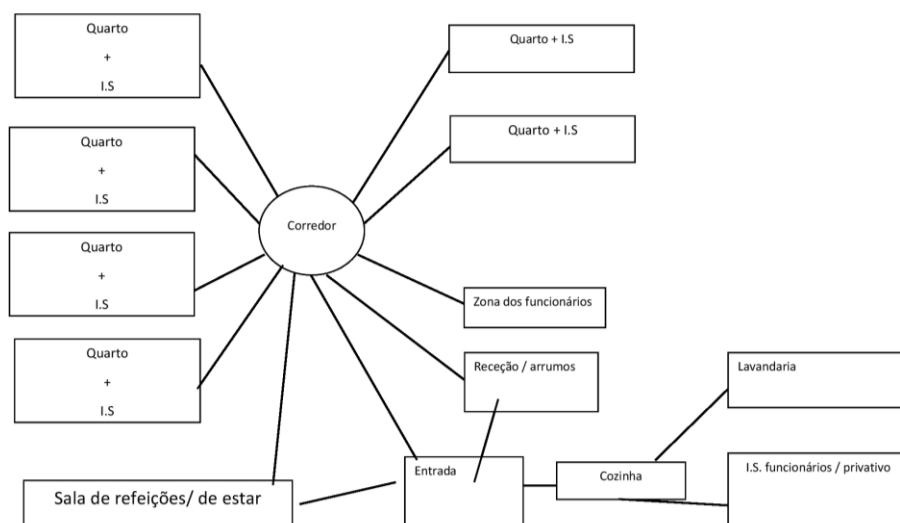 Quarto
+
I.S
Quarto + I.S
Quarto
+
I.S
Quarto + I.S
Corredor
Quarto
+
I.S
Zona dos funcionários
Quarto
+
I.S
Receção / arrumos
Lavandaria
Sala de refeições/ de estar
Entrada
Cozinha
I.S. funcionários / privativo